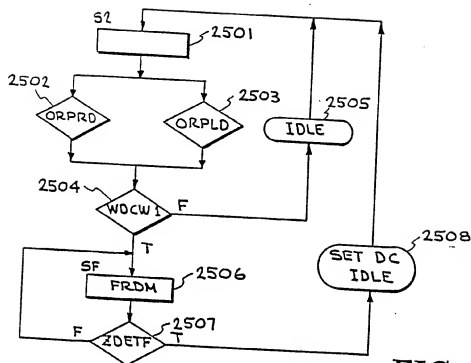 S2
2501
2502
2503
ORPRD
ORPLD
2505
IDLE
2504
WDCW1
F
T
2508
SET DC
IDLE
SF
FRDM
2506
F
ZDETF
2507
T
FIG